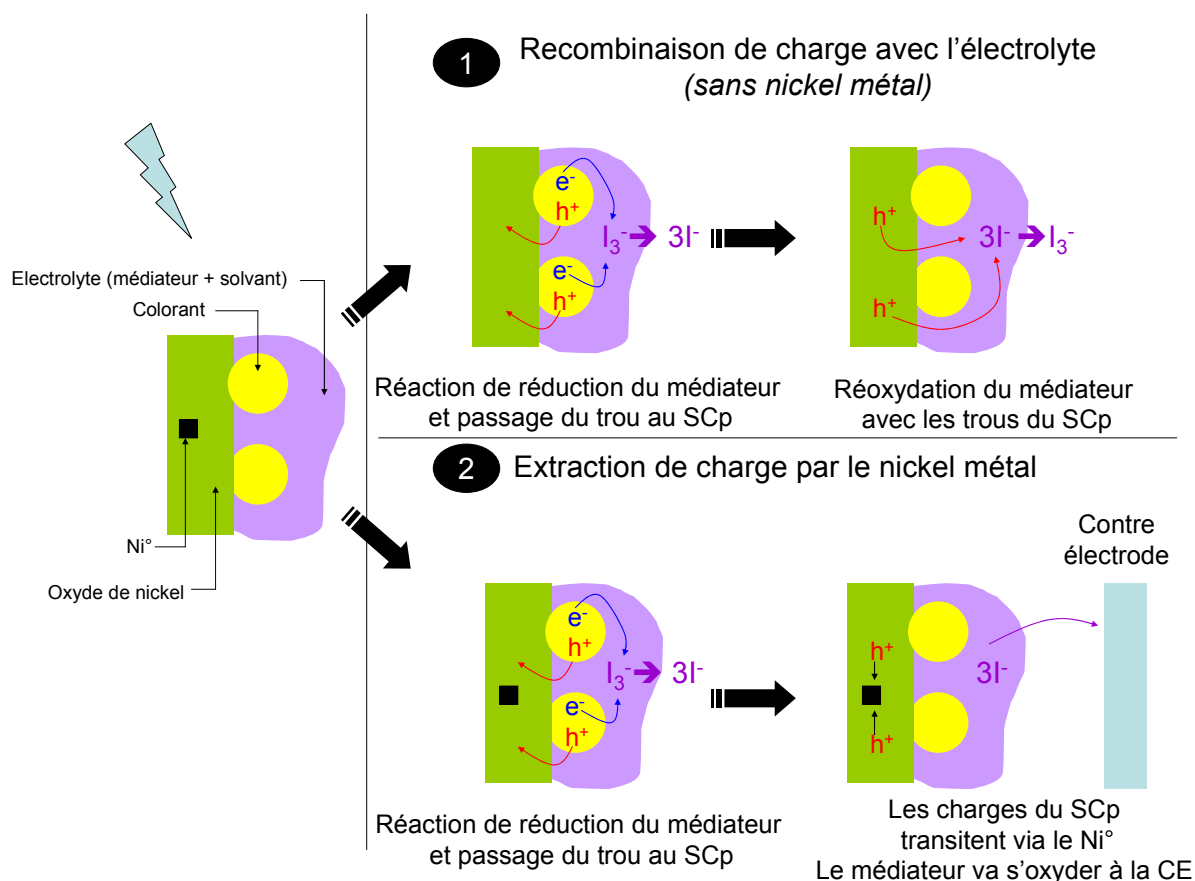 1
Recombinaison de charge avec l'électrolyte
(sans nickel métal)
e-
h+
I3- → 3I-
e-
h+
h+
3I- → I3-
h+
Réaction de réduction du médiateur
et passage du trou au SCp
Réoxydation du médiateur
avec les trous du SCp
Electrolyte (médiateur + solvant)
Colorant
Ni°
Oxyde de nickel
2
Extraction de charge par le nickel métal
Contre
électrode
e-
h+
I3- → 3I-
e-
h+
h+
3I-
h+
Réaction de réduction du médiateur
et passage du trou au SCp
Les charges du SCp
transitent via le Ni°
Le médiateur va s'oxyder à la CE